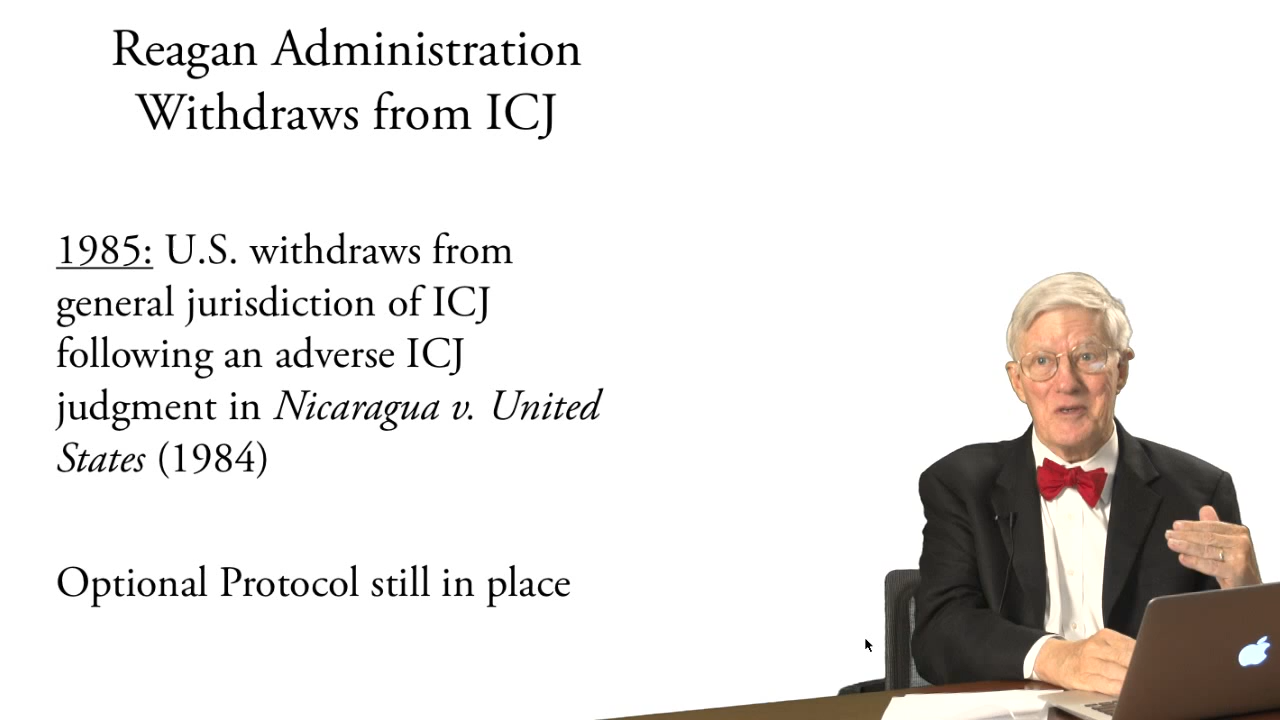 Reagan Administration
Withdraws from ICJ
1985: U.S. withdraws from
general jurisdiction of ICJ
following an adverse ICJ
judgment in Nicaragua v. United
States (1984)
Optional Protocol still in place